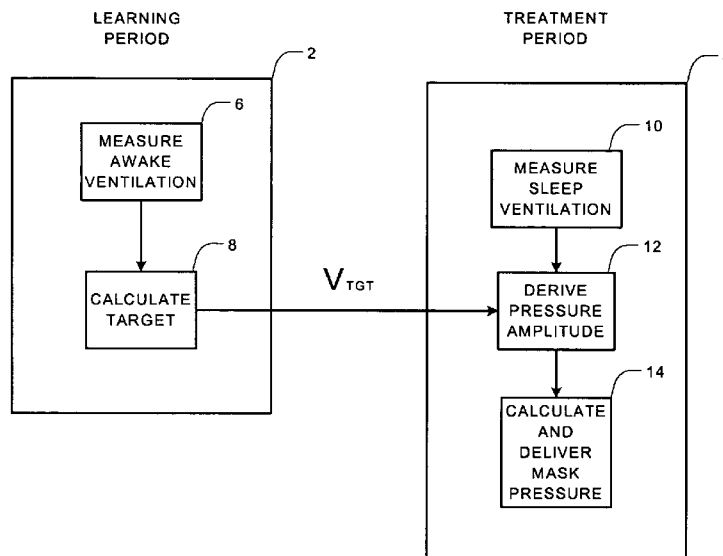 LEARNING
PERIOD
2
6
MEASURE
AWAKE
VENTILATION
8
CALCULATE
TARGET
VTGT
TREATMENT
PERIOD
10
MEASURE
SLEEP
VENTILATION
12
DERIVE
PRESSURE
AMPLITUDE
14
CALCULATE
AND
DELIVER
MASK
PRESSURE